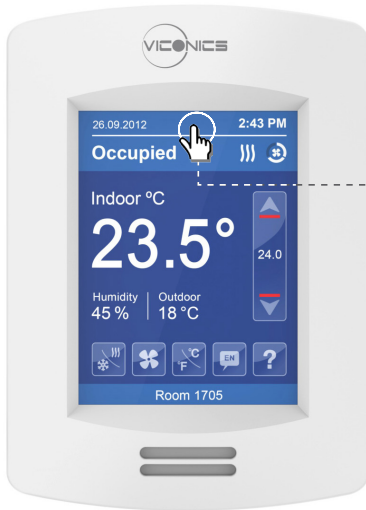 VICONICS
26.09.2012 2:43 PM
Occupied
Indoor ºC
23.5°
24.0
Humidity Outdoor
45 % 18 °C
°C
°F
EN
?
Room 1705